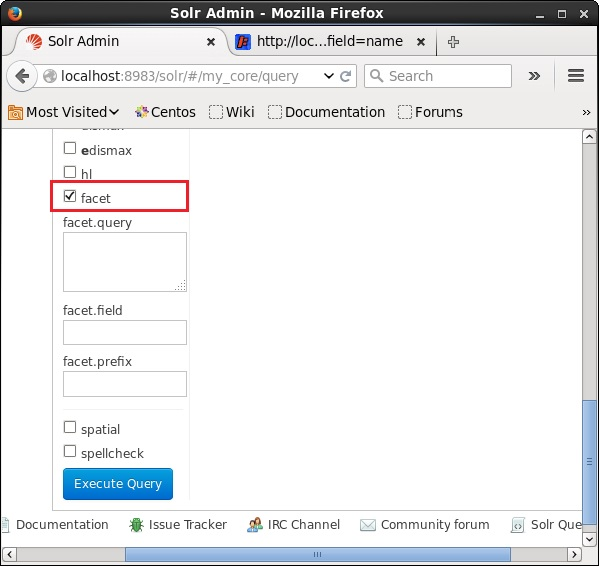 Solr Admin - Mozilla Firefox
Solr Admin
http://loc...field=name
localhost:8983/solr/#/my_core/query
Search
Most Visited
Centos
Wiki
Documentation
Forums
edismax
hl
facet
facet.query
facet.field
facet.prefix
spatial
spellcheck
Execute Query
Documentation
Issue Tracker
IRC Channel
Community forum
Solr Que